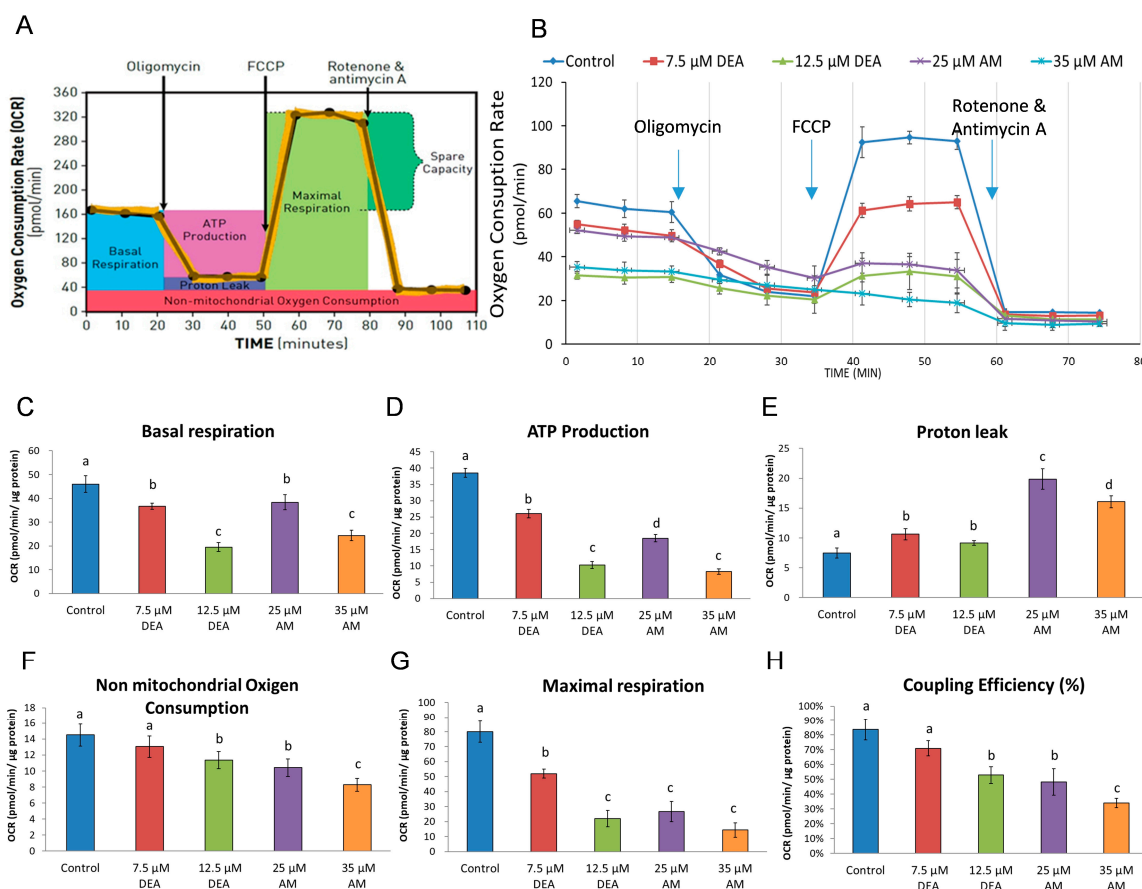 A
Oligomycin FCCP Rotenone &
antimycin A
Oxygen Consumption Rate (OCR)
(pmol/min)
360
320
280
240
200
160
120
80
40
0
Basal
Respiration
ATP
Production
Proton Leak
Maximal
Respiration
Spare
Capacity
Non-mitochondrial Oxygen Consumption
0 10 20 30 40 50 60 70 80 90 100 110
TIME (minutes)
B
Control 7.5 µM DEA 12.5 µM DEA 25 µM AM 35 µM AM
Oxygen Consuption Rate
(pmol/min)
120
100
80
60
40
20
0
Oligomycin
FCCP
Rotenone &
Antimycin A
0 10 20 30 40 50 60 70 80
TIME (MIN)
C
Basal respiration
OCR (pmol/min/ µg protein)
60
50
40
30
20
10
0
a b c b c
Control 7.5 µM DEA 12.5 µM DEA 25 µM AM 35 µM AM
D
ATP Production
OCR (pmol/min/ µg protein)
45
40
35
30
25
20
15
10
5
0
a b c d c
Control 7.5 µM DEA 12.5 µM DEA 25 µM AM 35 µM AM
E
Proton leak
OCR (pmol/min/ µg protein)
25
20
15
10
5
0
a b b c d
Control 7.5 µM DEA 12.5 µM DEA 25 µM AM 35 µM AM
F
Non mitochondrial Oxigen
Consumption
OCR (pmol/min/ µg protein)
18
16
14
12
10
8
6
4
2
0
a a b b c
Control 7.5 µM DEA 12.5 µM DEA 25 µM AM 35 µM AM
G
Maximal respiration
OCR (pmol/min/ µg protein)
100
90
80
70
60
50
40
30
20
10
0
a b c c c
Control 7.5 µM DEA 12.5 µM DEA 25 µM AM 35 µM AM
H
Coupling Efficiency (%)
OCR (pmol/min/ µg protein)
100%
90%
80%
70%
60%
50%
40%
30%
20%
10%
0%
a a b b c
Control 7.5 µM DEA 12.5 µM DEA 25 µM AM 35 µM AM